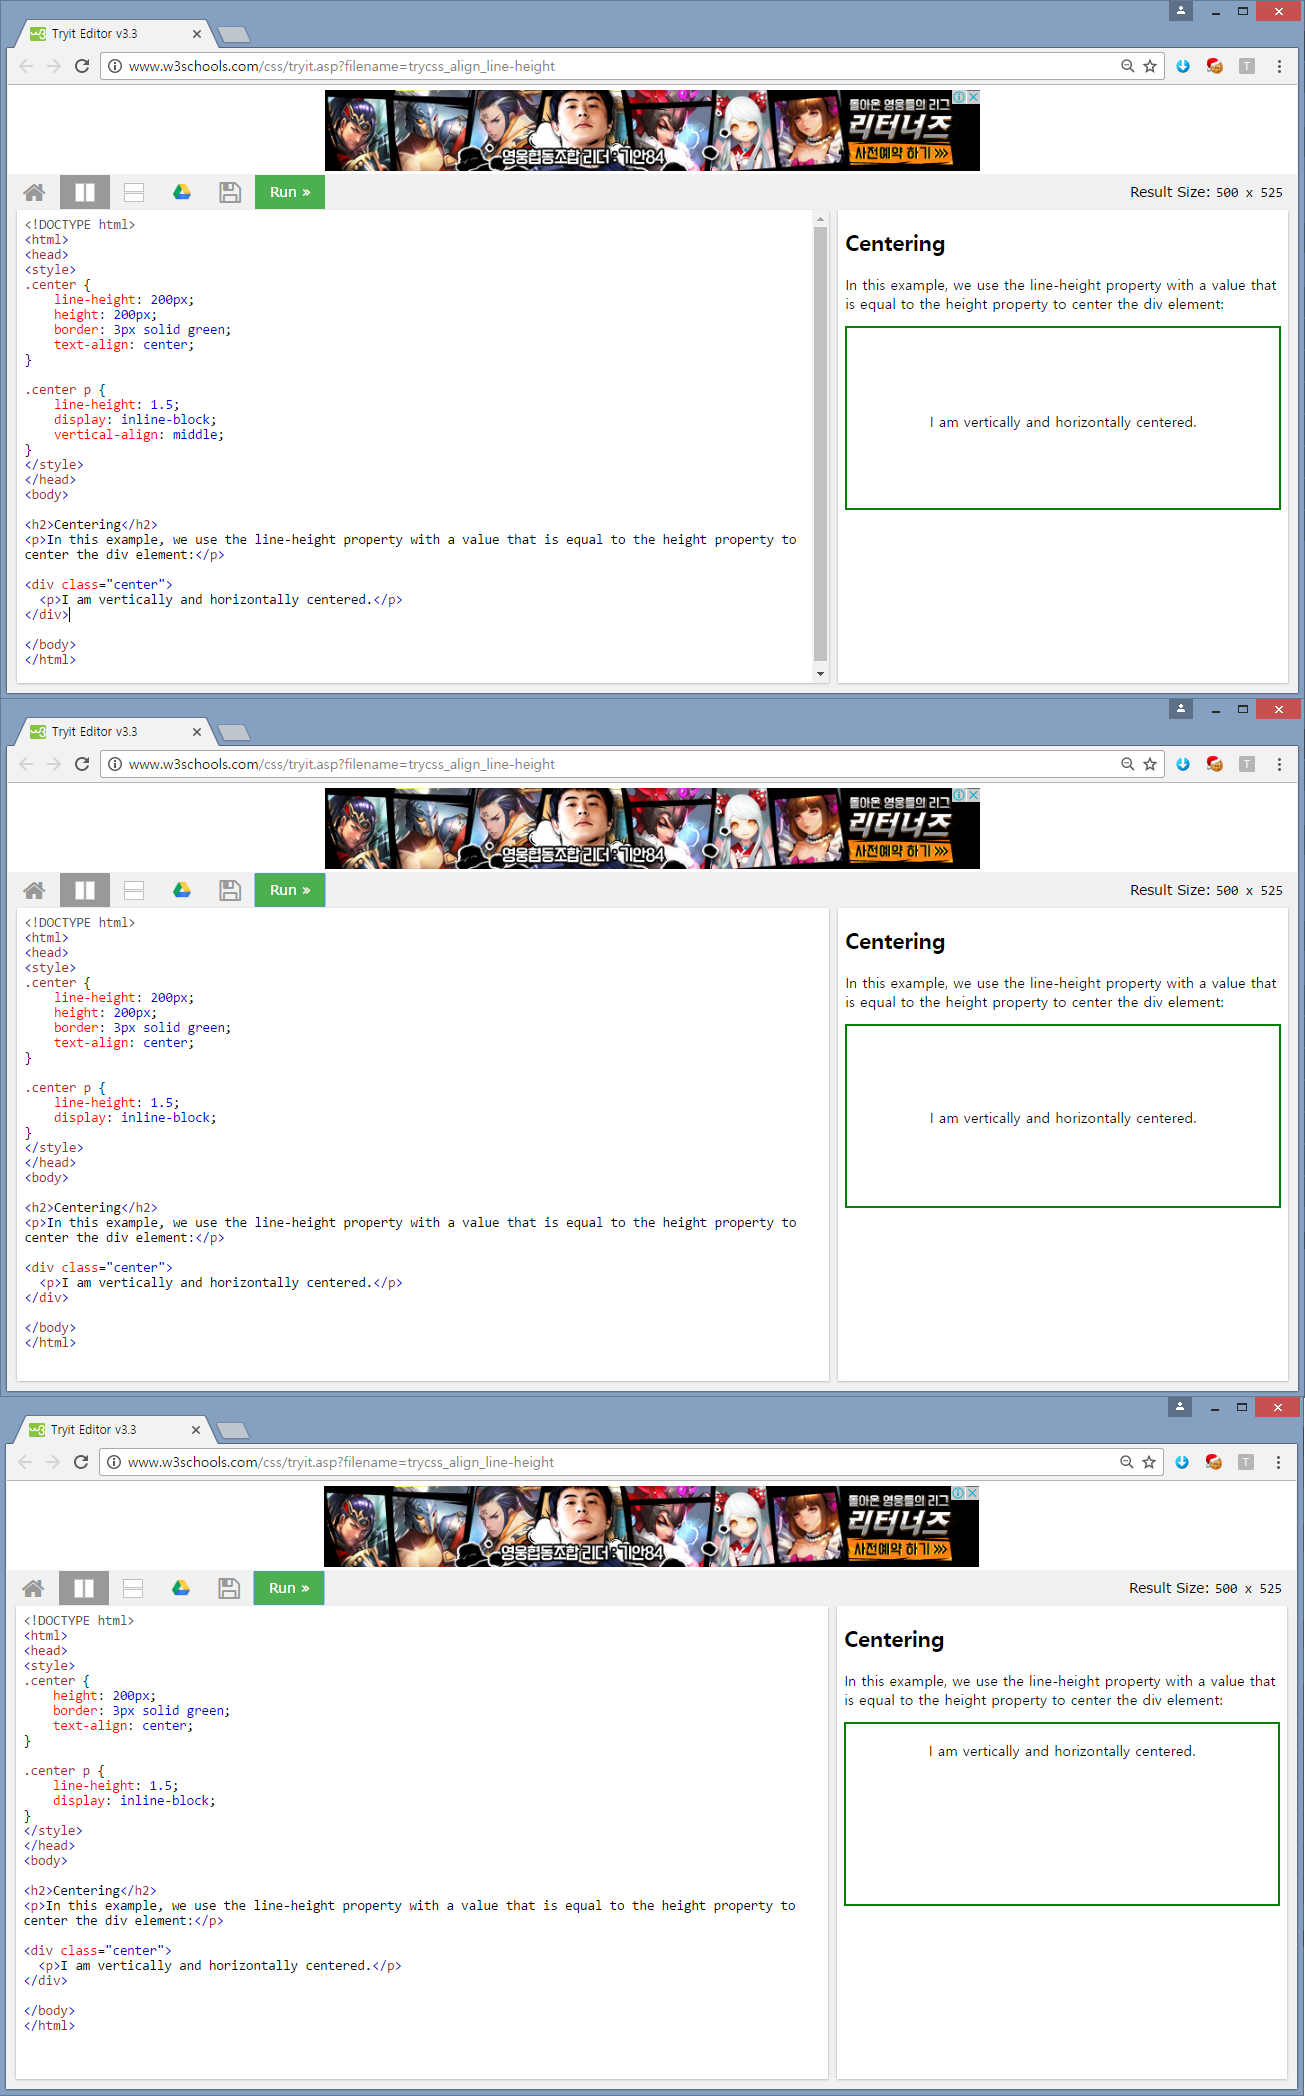 Tryit Editor v3.3
www.w3schools.com/css/tryit.asp?filename=trycss_align_line-height
T
돌아온 영웅들의 리그
리터너즈
사전예약 하기 >>>
영웅협동조합 리더 : 기안84
Run »
Result Size: 500 x 525
<!DOCTYPE html>
<html>
<head>
<style>
.center {
    line-height: 200px;
    height: 200px;
    border: 3px solid green;
    text-align: center;
}

.center p {
    line-height: 1.5;
    display: inline-block;
    vertical-align: middle;
}
</style>
</head>
<body>

<h2>Centering</h2>
<p>In this example, we use the line-height property with a value that is equal to the height property to
center the div element:</p>

<div class="center">
  <p>I am vertically and horizontally centered.</p>
</div>

</body>
</html>
Centering
In this example, we use the line-height property with a value that
is equal to the height property to center the div element:
I am vertically and horizontally centered.
Tryit Editor v3.3
www.w3schools.com/css/tryit.asp?filename=trycss_align_line-height
T
돌아온 영웅들의 리그
리터너즈
사전예약 하기 >>>
영웅협동조합 리더 : 기안84
Run »
Result Size: 500 x 525
<!DOCTYPE html>
<html>
<head>
<style>
.center {
    line-height: 200px;
    height: 200px;
    border: 3px solid green;
    text-align: center;
}

.center p {
    line-height: 1.5;
    display: inline-block;
}
</style>
</head>
<body>

<h2>Centering</h2>
<p>In this example, we use the line-height property with a value that is equal to the height property to
center the div element:</p>

<div class="center">
  <p>I am vertically and horizontally centered.</p>
</div>

</body>
</html>
Centering
In this example, we use the line-height property with a value that
is equal to the height property to center the div element:
I am vertically and horizontally centered.
Tryit Editor v3.3
www.w3schools.com/css/tryit.asp?filename=trycss_align_line-height
T
돌아온 영웅들의 리그
리터너즈
사전예약 하기 >>>
영웅협동조합 리더 : 기안84
Run »
Result Size: 500 x 525
<!DOCTYPE html>
<html>
<head>
<style>
.center {
    height: 200px;
    border: 3px solid green;
    text-align: center;
}

.center p {
    line-height: 1.5;
    display: inline-block;
}
</style>
</head>
<body>

<h2>Centering</h2>
<p>In this example, we use the line-height property with a value that is equal to the height property to
center the div element:</p>

<div class="center">
  <p>I am vertically and horizontally centered.</p>
</div>

</body>
</html>
Centering
In this example, we use the line-height property with a value that
is equal to the height property to center the div element:
I am vertically and horizontally centered.